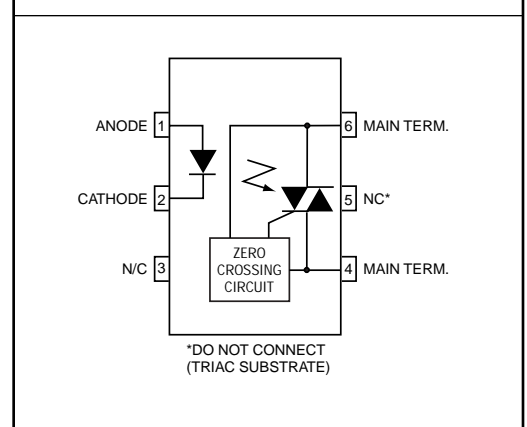 ANODE 1
CATHODE 2
N/C 3
6 MAIN TERM.
5 NC*
4 MAIN TERM.
ZERO
CROSSING
CIRCUIT
*DO NOT CONNECT
(TRIAC SUBSTRATE)